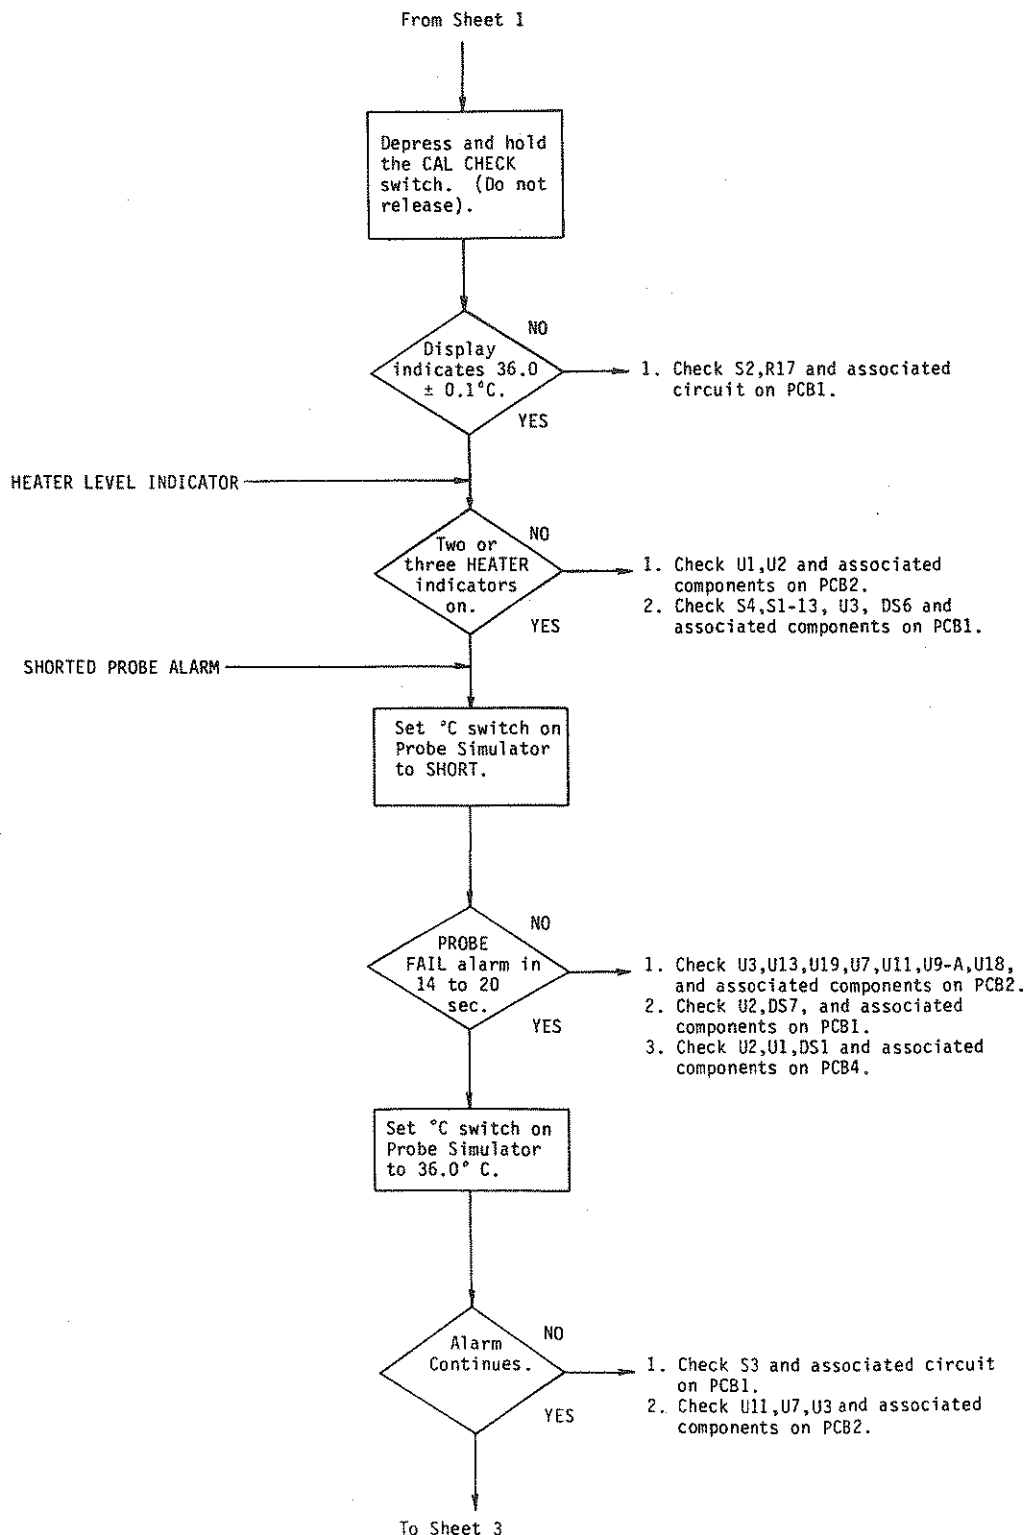 From Sheet 1
Depress and hold
the CAL CHECK
switch. (Do not
release).
NO
Display
indicates 36.0
± 0.1°C.
YES
1. Check S2,R17 and associated
circuit on PCB1.
HEATER LEVEL INDICATOR
NO
Two or
three HEATER
indicators
on.
YES
1. Check U1,U2 and associated
components on PCB2.
2. Check S4,S1-13, U3, DS6 and
associated components on PCB1.
SHORTED PROBE ALARM
Set °C switch on
Probe Simulator
to SHORT.
NO
PROBE
FAIL alarm in
14 to 20
sec.
YES
1. Check U3,U13,U19,U7,U11,U9-A,U18,
and associated components on PCB2.
2. Check U2,DS7, and associated
components on PCB1.
3. Check U2,U1,DS1 and associated
components on PCB4.
Set °C switch on
Probe Simulator
to 36.0° C.
NO
Alarm
Continues.
YES
1. Check S3 and associated circuit
on PCB1.
2. Check U11,U7,U3 and associated
components on PCB2.
To Sheet 3